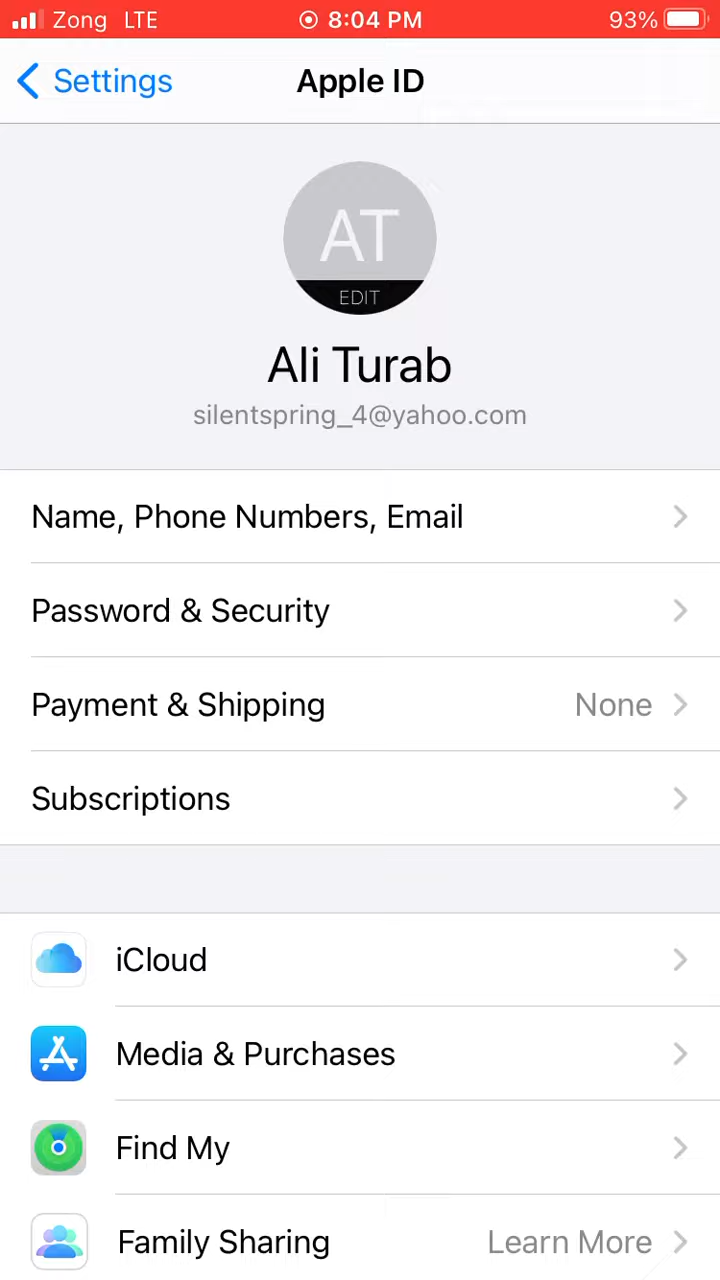 Zong LTE 8:04 PM 93%
Settings Apple ID
AT
EDIT
Ali Turab
silentspring_4@yahoo.com
Name, Phone Numbers, Email
Password & Security
Payment & Shipping None
Subscriptions
iCloud
Media & Purchases
Find My
Family Sharing Learn More